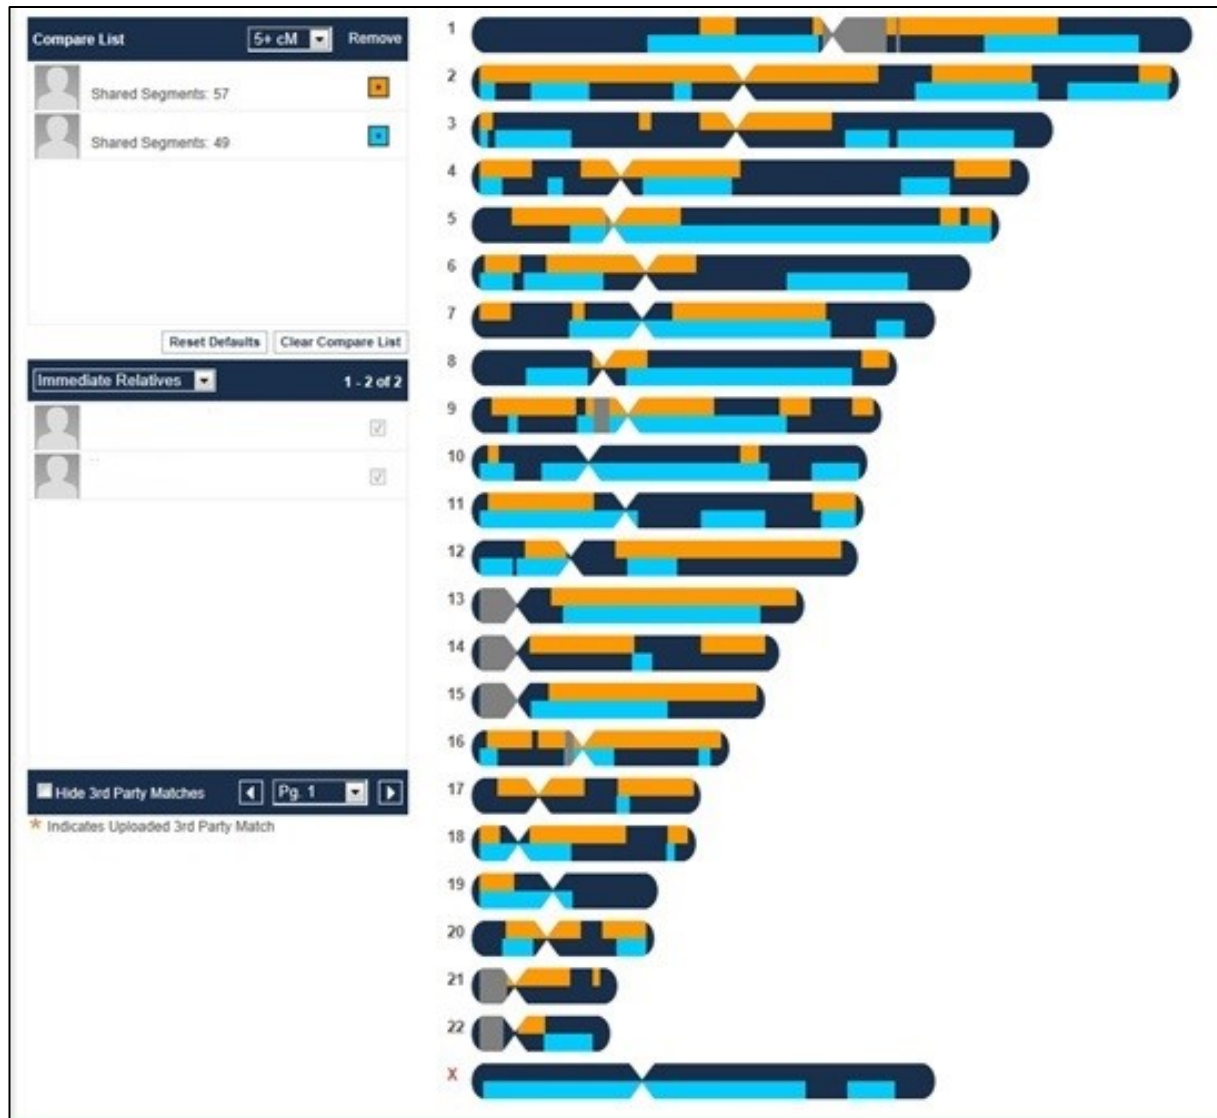 Compare List 5+ cM Remove
Shared Segments: 57
Shared Segments: 49
Reset Defaults Clear Compare List
Immediate Relatives 1 - 2 of 2
Hide 3rd Party Matches Pg. 1
* Indicates Uploaded 3rd Party Match
1
2
3
4
5
6
7
8
9
10
11
12
13
14
15
16
17
18
19
20
21
22
X